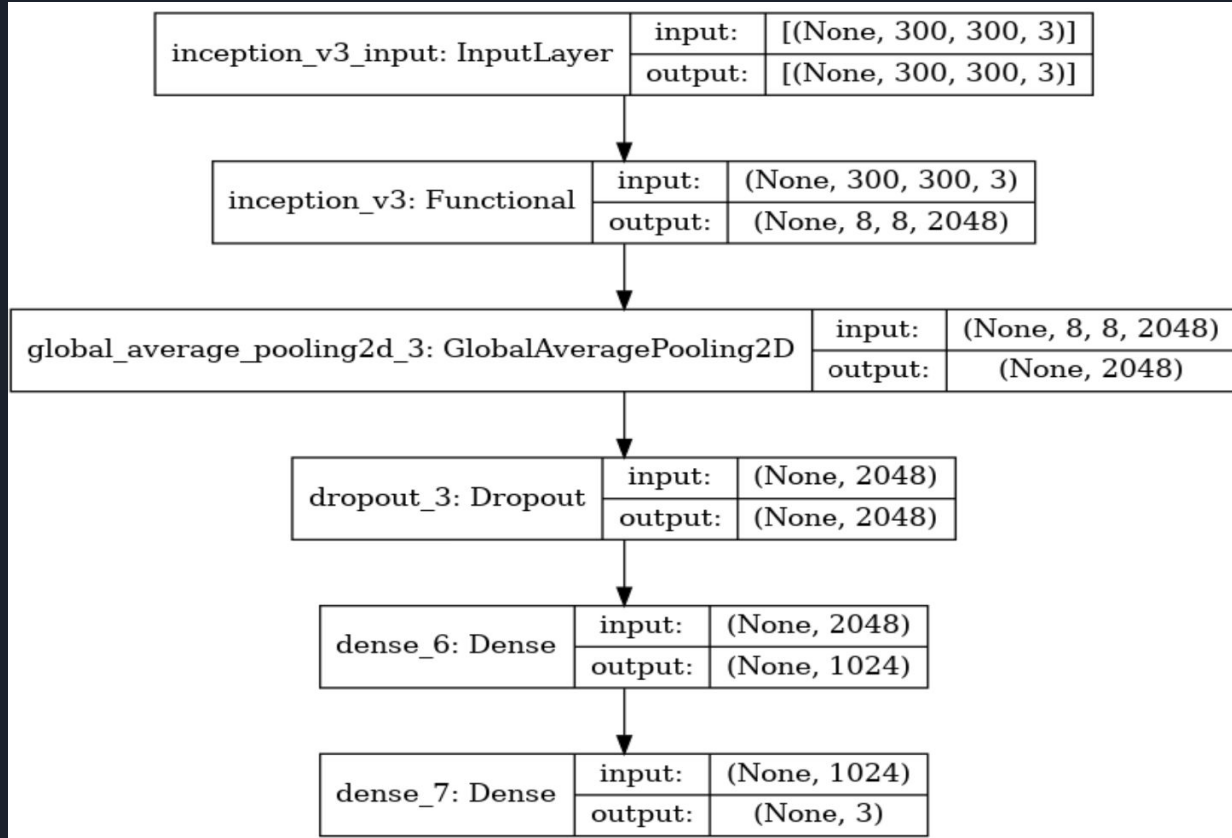 inception_v3_input: InputLayer
input: [(None, 300, 300, 3)]
output: [(None, 300, 300, 3)]
inception_v3: Functional
input: (None, 300, 300, 3)
output: (None, 8, 8, 2048)
global_average_pooling2d_3: GlobalAveragePooling2D
input: (None, 8, 8, 2048)
output: (None, 2048)
dropout_3: Dropout
input: (None, 2048)
output: (None, 2048)
dense_6: Dense
input: (None, 2048)
output: (None, 1024)
dense_7: Dense
input: (None, 1024)
output: (None, 3)